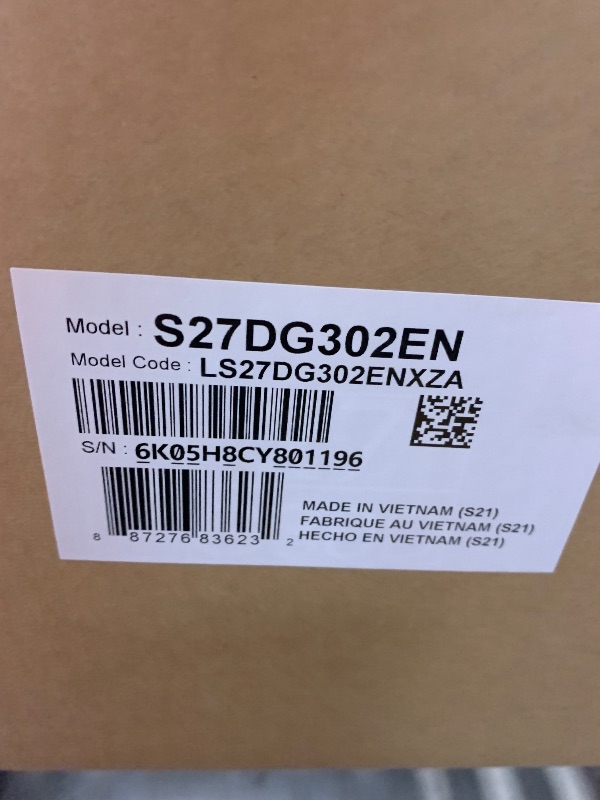 Model : S27DG302EN
Model Code : LS27DG302ENXZA
S/N : 6K05H8CY801196
8 87276 83623 2
MADE IN VIETNAM (S21)
FABRIQUE AU VIETNAM (S21)
HECHO EN VIETNAM (S21)